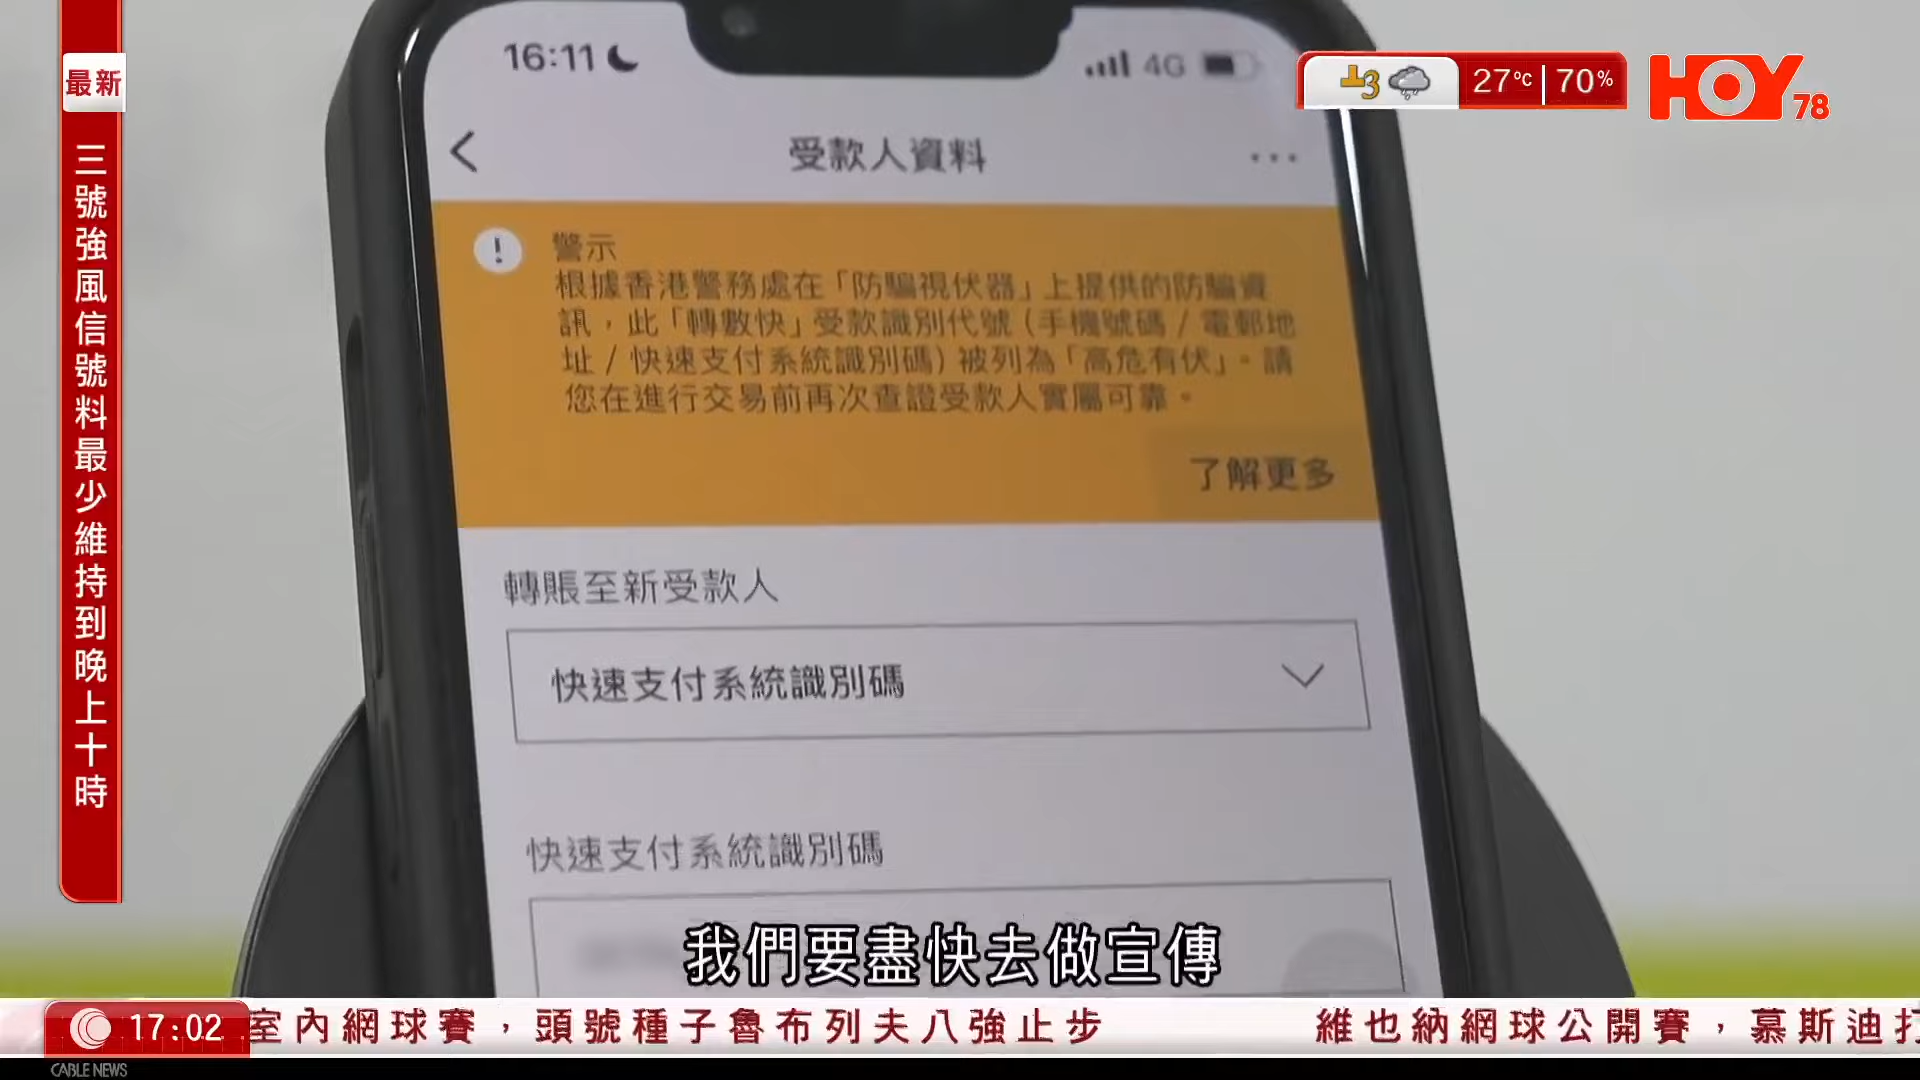 最新
三號強風信號料最少維持到晚上十時
16:11
4G
3
27°C
70%
HOY78
受款人資料
警示
根據香港警務處在「防騙視伏器」上提供的防騙資
訊，此「轉數快」受款識別代號（手機號碼 / 電郵地
址 / 快速支付系統識別碼）被列為「高危有伏」。請
您在進行交易前再次查證受款人實屬可靠。
了解更多
轉賬至新受款人
快速支付系統識別碼
快速支付系統識別碼
我們要盡快去做宣傳
17:02
室內網球賽，頭號種子魯布列夫八強止步
維也納網球公開賽，慕斯迪打
CABLE NEWS